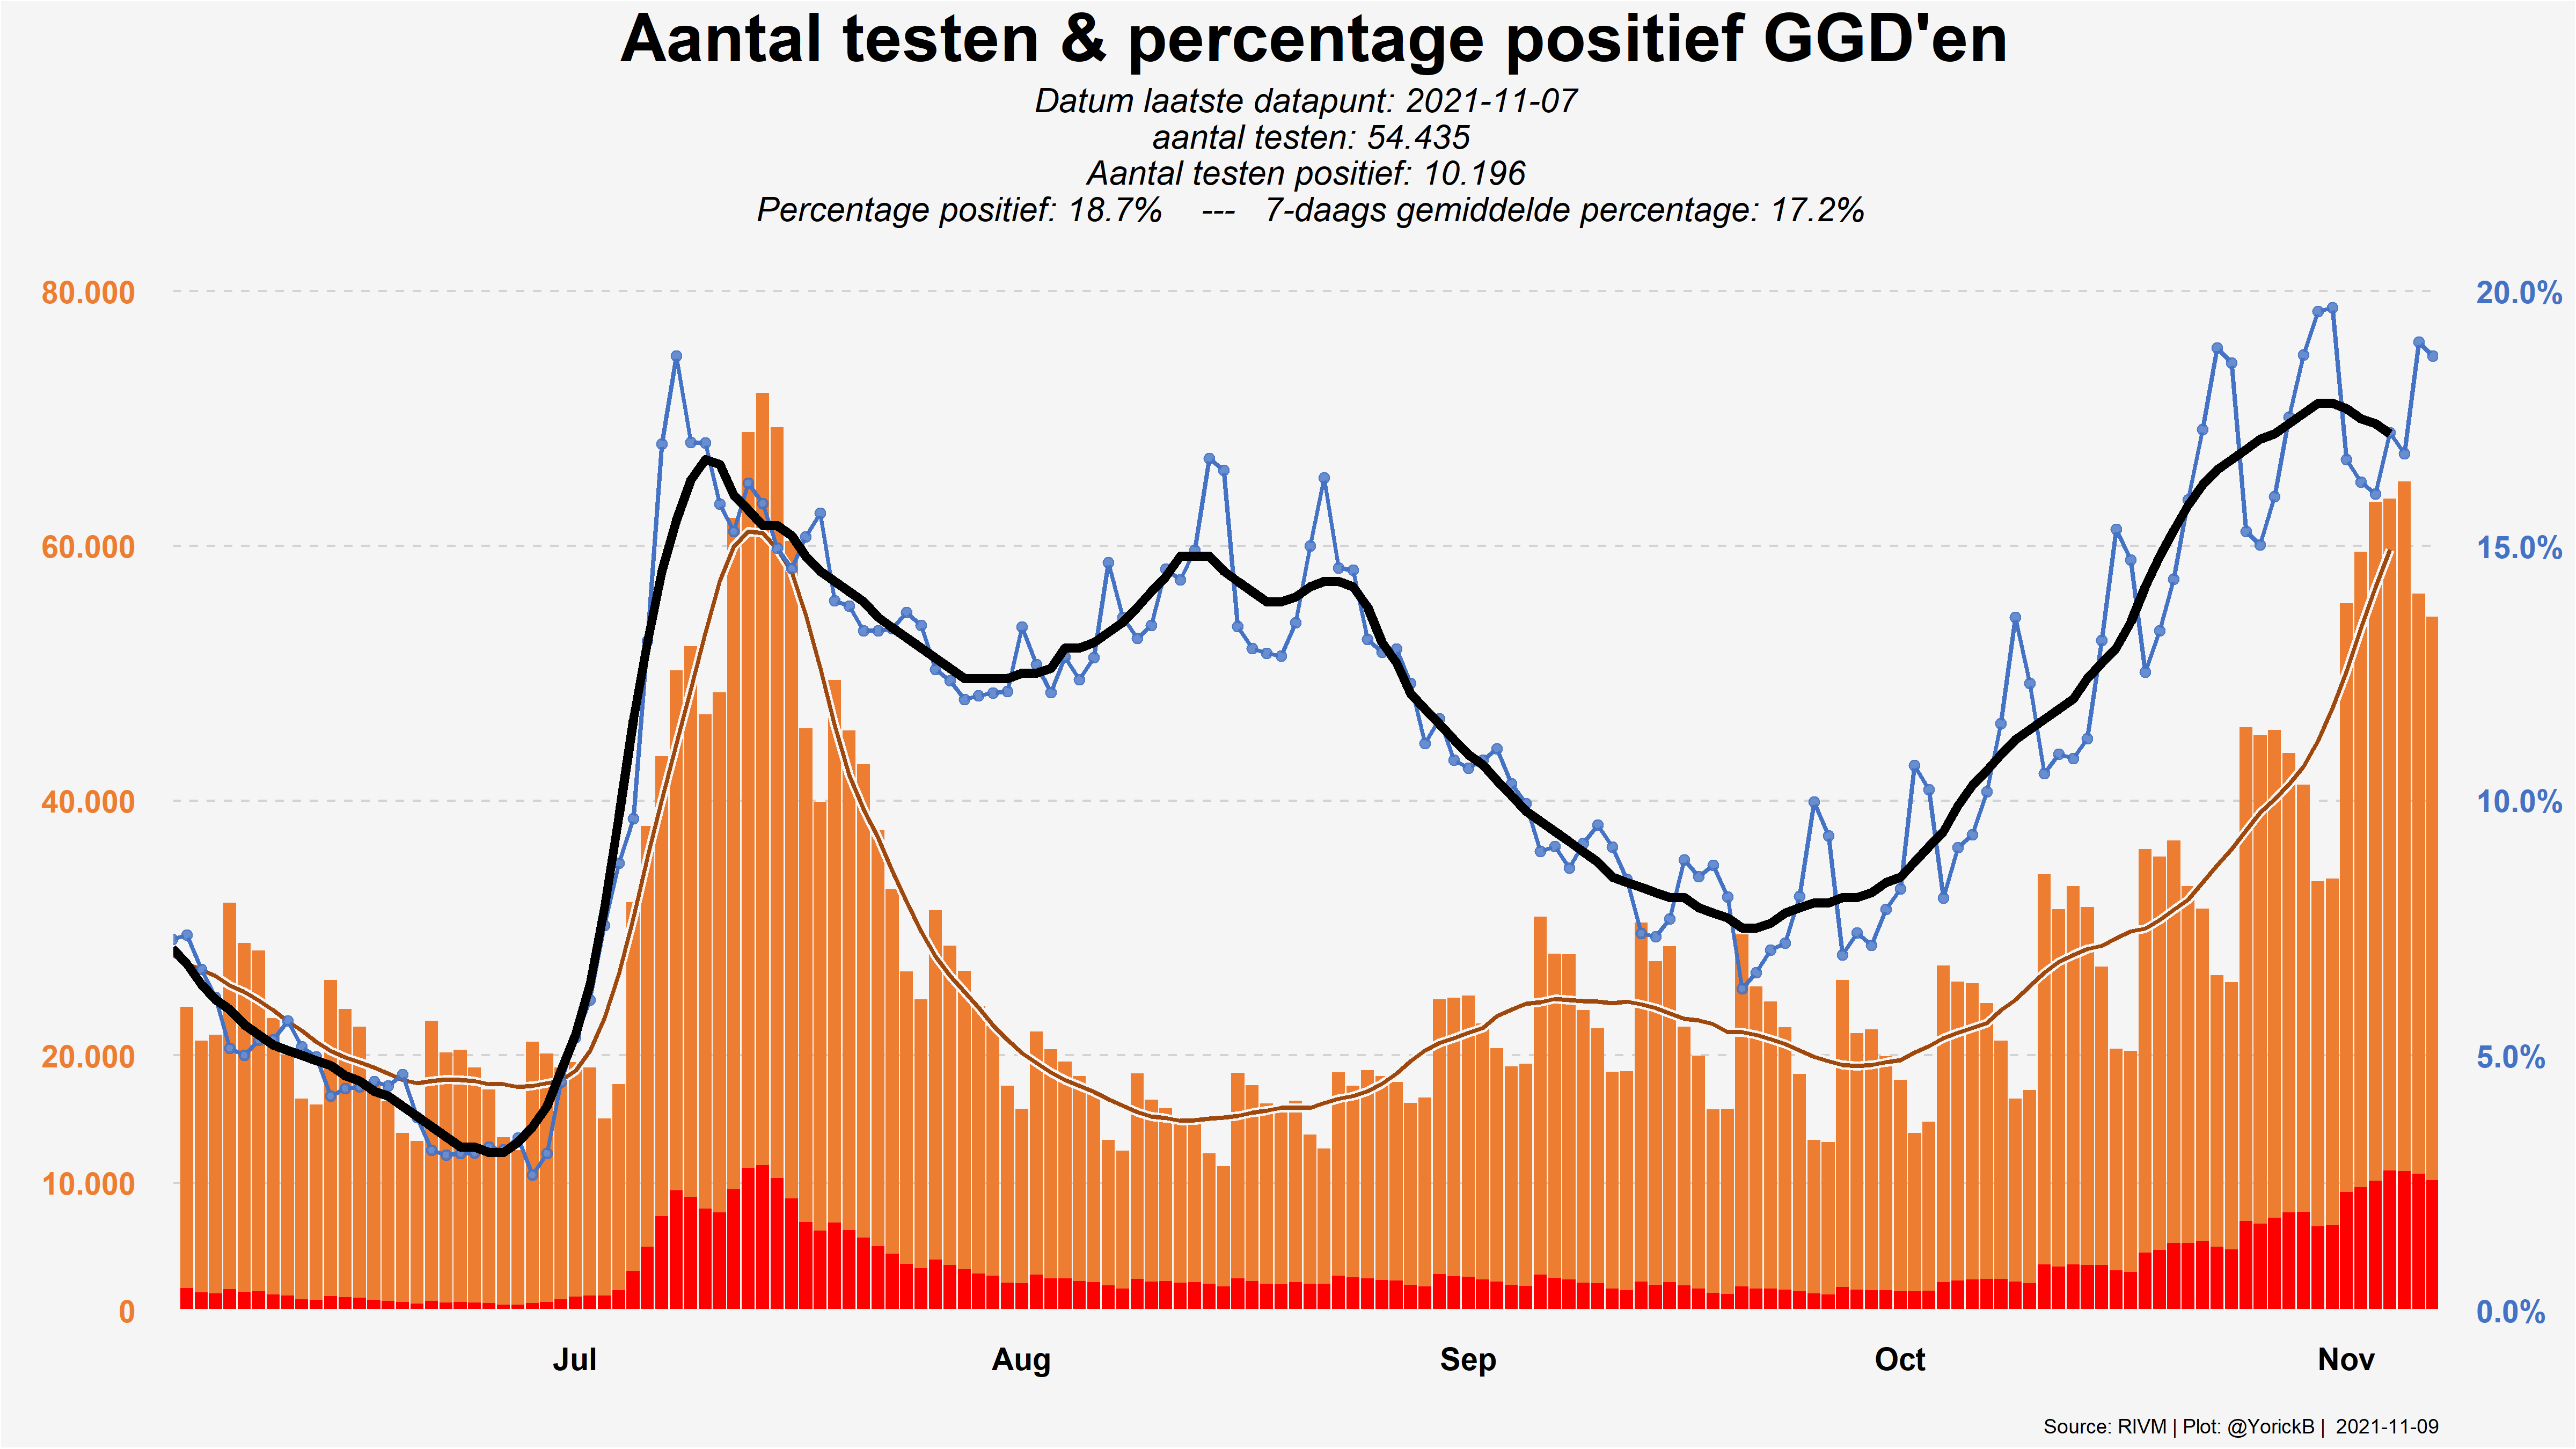 Aantal testen & percentage positief GGD'en
Datum laatste datapunt: 2021-11-07
aantal testen: 54.435
Aantal testen positief: 10.196
Percentage positief: 18.7%    ---   7-daags gemiddelde percentage: 17.2%
80.000
60.000
40.000
20.000
10.000
0
20.0%
15.0%
10.0%
5.0%
0.0%
Jul
Aug
Sep
Oct
Nov
Source: RIVM | Plot: @YorickB |  2021-11-09